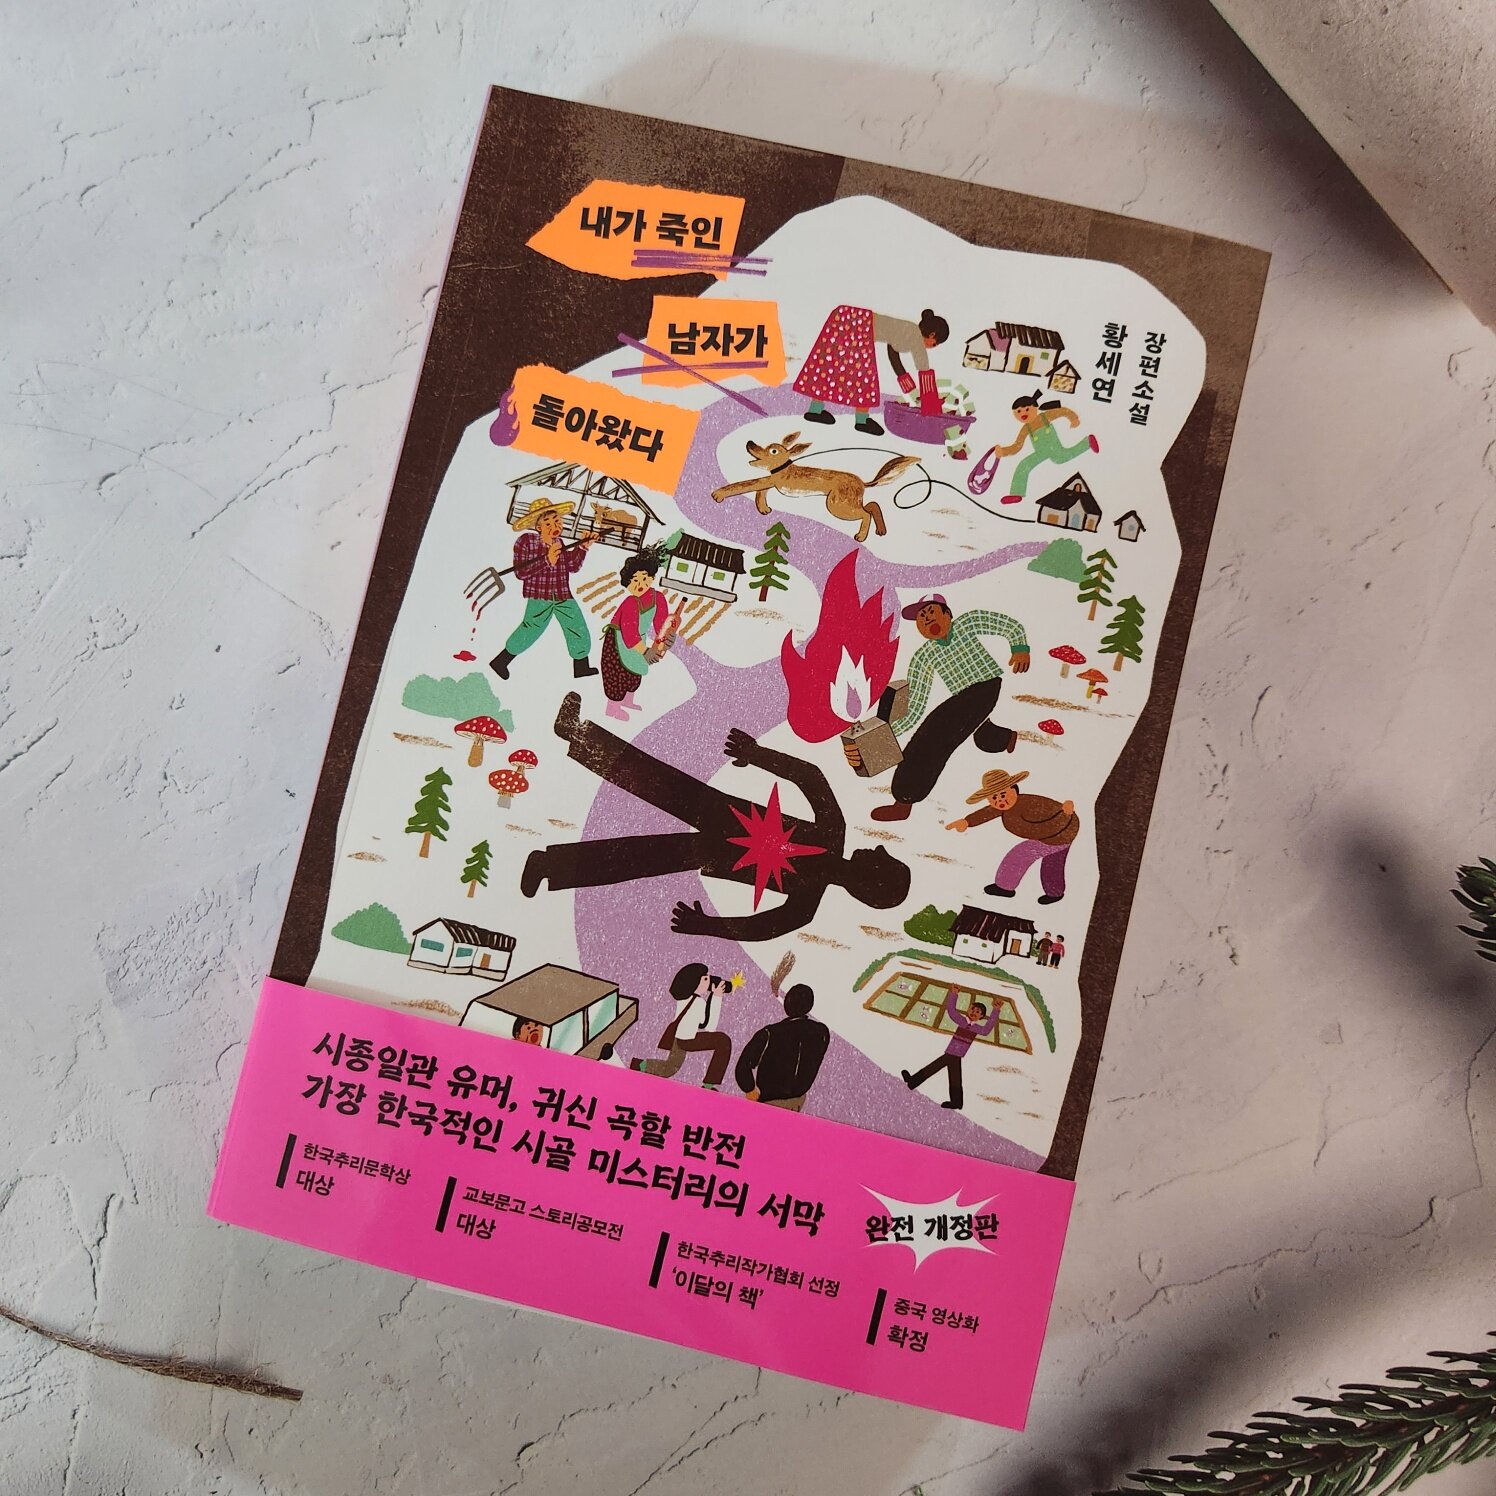 내가 죽인
남자가
돌아왔다
장편소설
황세연
시종일관 유머, 귀신 곡할 반전
가장 한국적인 시골 미스터리의 서막
완전 개정판
한국추리문학상
대상
교보문고 스토리공모전
대상
한국추리작가협회 선정
‘이달의 책’
중국 영상화
확정